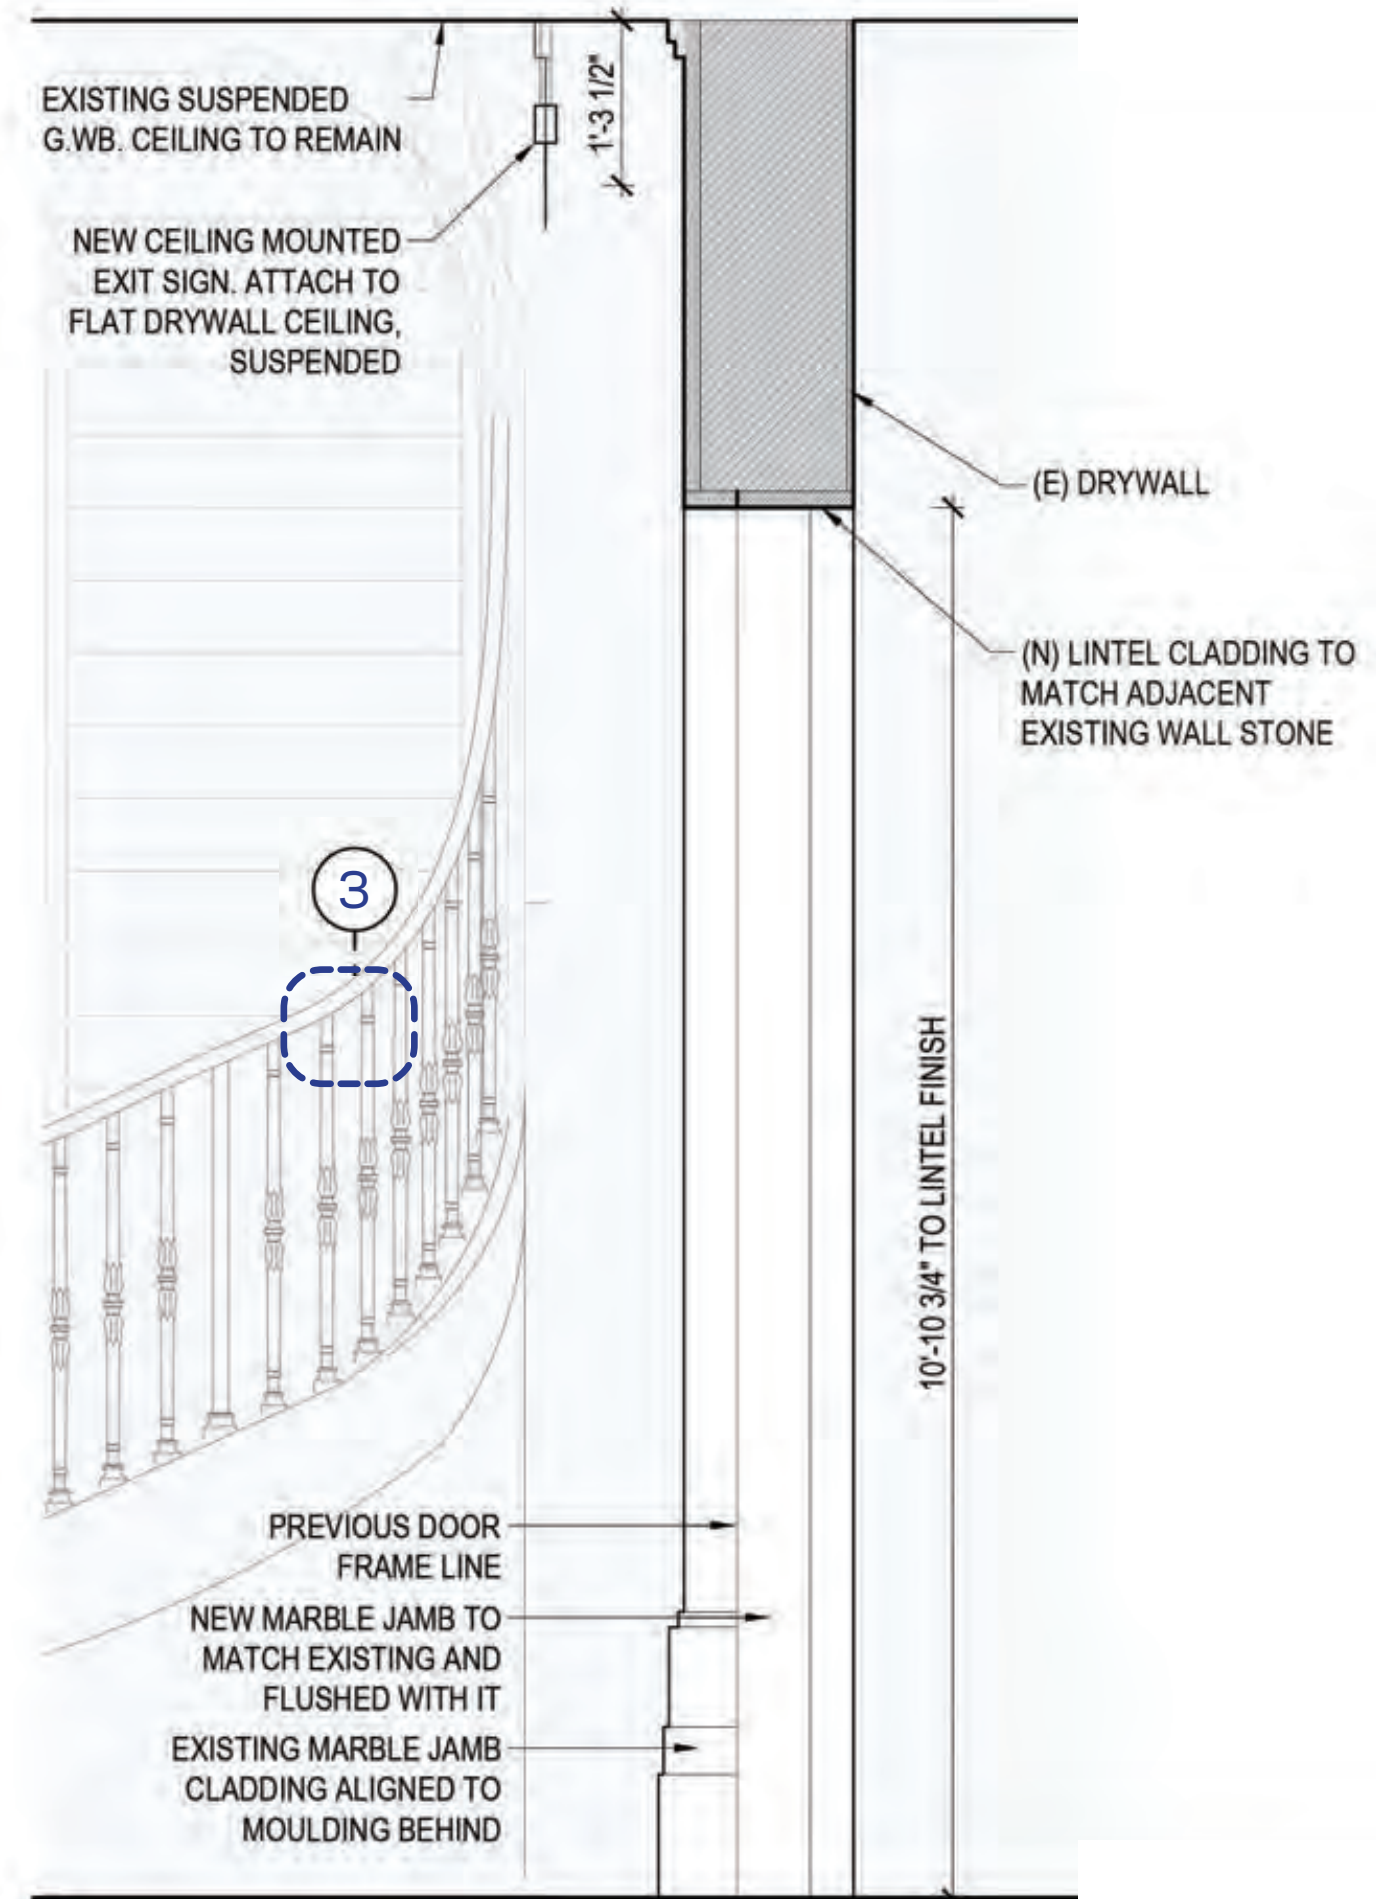 EXISTING SUSPENDED
G.WB. CEILING TO REMAIN
1'-3 1/2"
NEW CEILING MOUNTED
EXIT SIGN. ATTACH TO
FLAT DRYWALL CEILING,
SUSPENDED
(E) DRYWALL
(N) LINTEL CLADDING TO
MATCH ADJACENT
EXISTING WALL STONE
3
10'-10 3/4" TO LINTEL FINISH
PREVIOUS DOOR
FRAME LINE
NEW MARBLE JAMB TO
MATCH EXISTING AND
FLUSHED WITH IT
EXISTING MARBLE JAMB
CLADDING ALIGNED TO
MOULDING BEHIND